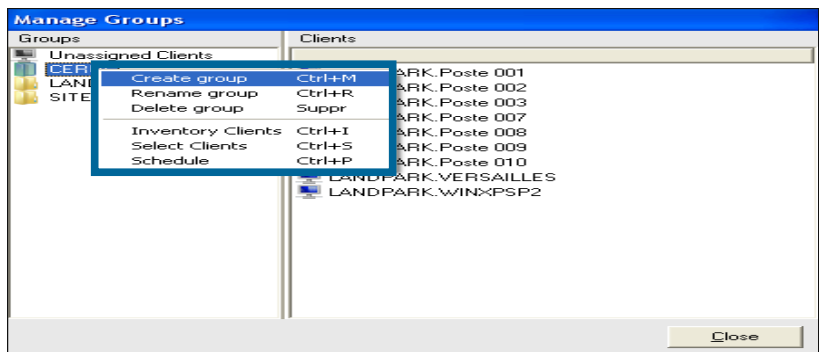 Manage Groups
Groups
Clients
Unassigned Clients
Create group Ctrl+M
Rename group Ctrl+R
Delete group Suppr
Inventory Clients Ctrl+I
Select Clients Ctrl+S
Schedule Ctrl+P
SITE
ARK.Poste 001
ARK.Poste 002
ARK.Poste 003
ARK.Poste 007
ARK.Poste 008
ARK.Poste 009
ARK.Poste 010
LANDPARK.VERSAILLES
LANDPARK.WINXPSP2
Close